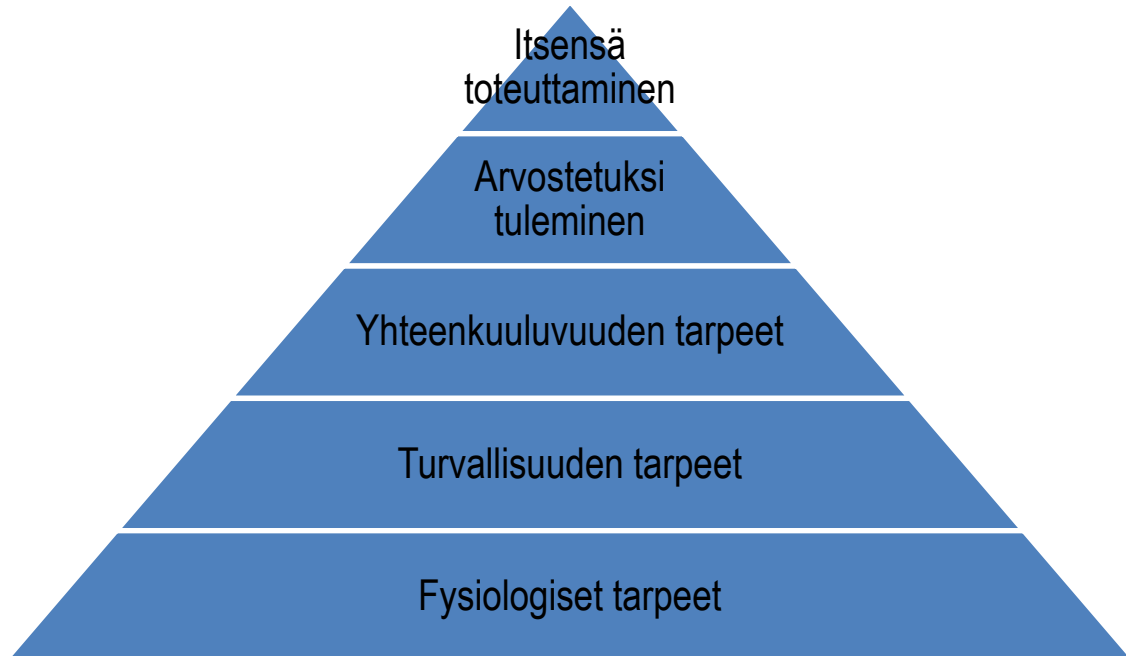 Itsensä
toteuttaminen
Arvostetuksi
tuleminen
Yhteenkuuluvuuden tarpeet
Turvallisuuden tarpeet
Fysiologiset tarpeet